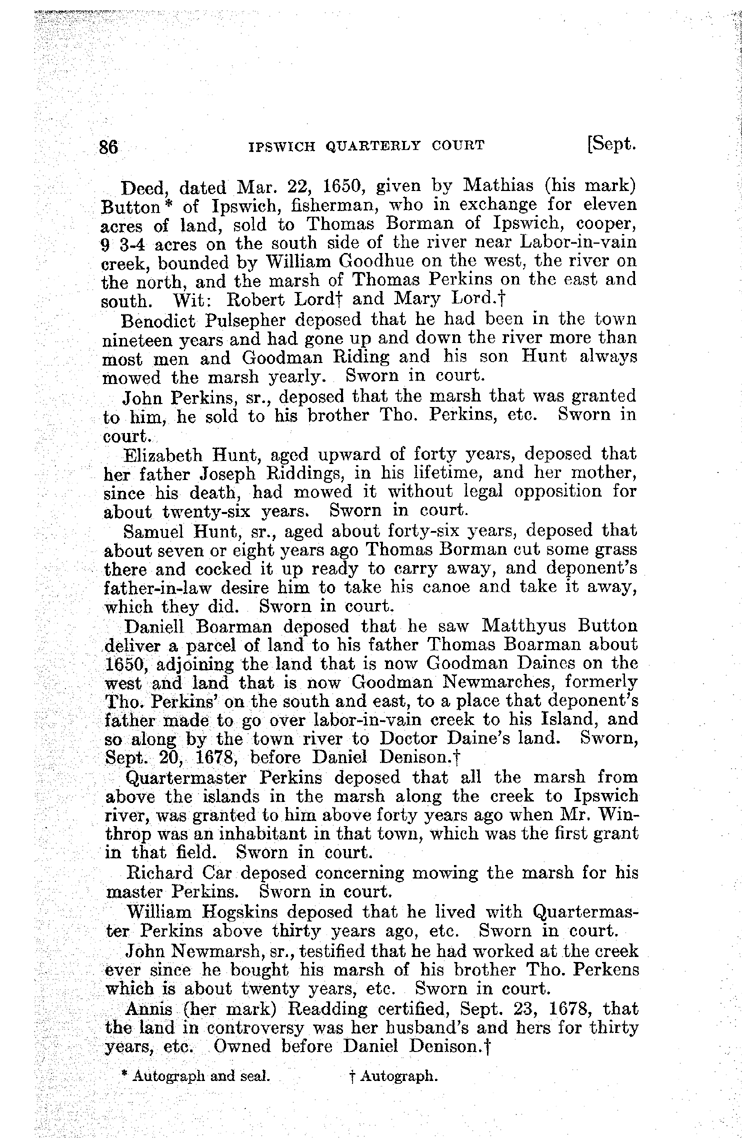 86 IPSWICH QUARTERLY COURT [Sept.
Deed, dated Mar. 22, 1650, given by Mathias (his mark)
Button* of Ipswich, fisherman, who in exchange for eleven
acres of land, sold to Thomas Borman of Ipswich, cooper,
9 3-4 acres on the south side of the river near Labor-in-vain
creek, bounded by William Goodhue on the west, the river on
the north, and the marsh of Thomas Perkins on the east and
south. Wit: Robert Lord† and Mary Lord.†
Benodict Pulsepher deposed that he had been in the town
nineteen years and had gone up and down the river more than
most men and Goodman Riding and his son Hunt always
mowed the marsh yearly. Sworn in court.
John Perkins, sr., deposed that the marsh that was granted
to him, he sold to his brother Tho. Perkins, etc. Sworn in
court.
Elizabeth Hunt, aged upward of forty years, deposed that
her father Joseph Riddings, in his lifetime, and her mother,
since his death, had mowed it without legal opposition for
about twenty-six years. Sworn in court.
Samuel Hunt, sr., aged about forty-six years, deposed that
about seven or eight years ago Thomas Borman cut some grass
there and cocked it up ready to carry away, and deponent's
father-in-law desire him to take his canoe and take it away,
which they did. Sworn in court.
Daniell Boarman deposed that he saw Matthyus Button
deliver a parcel of land to his father Thomas Boarman about
1650, adjoining the land that is now Goodman Daines on the
west and land that is now Goodman Newmarches, formerly
Tho. Perkins' on the south and east, to a place that deponent's
father made to go over labor-in-vain creek to his Island, and
so along by the town river to Doctor Daine's land. Sworn,
Sept. 20, 1678, before Daniel Denison.†
Quartermaster Perkins deposed that all the marsh from
above the islands in the marsh along the creek to Ipswich
river, was granted to him above forty years ago when Mr. Win-
throp was an inhabitant in that town, which was the first grant
in that field. Sworn in court.
Richard Car deposed concerning mowing the marsh for his
master Perkins. Sworn in court.
William Hogskins deposed that he lived with Quartermas-
ter Perkins above thirty years ago, etc. Sworn in court.
John Newmarsh, sr., testified that he had worked at the creek
ever since he bought his marsh of his brother Tho. Perkens
which is about twenty years, etc. Sworn in court.
Annis (her mark) Readding certified, Sept. 23, 1678, that
the land in controversy was her husband's and hers for thirty
years, etc. Owned before Daniel Denison.†
* Autograph and seal. † Autograph.